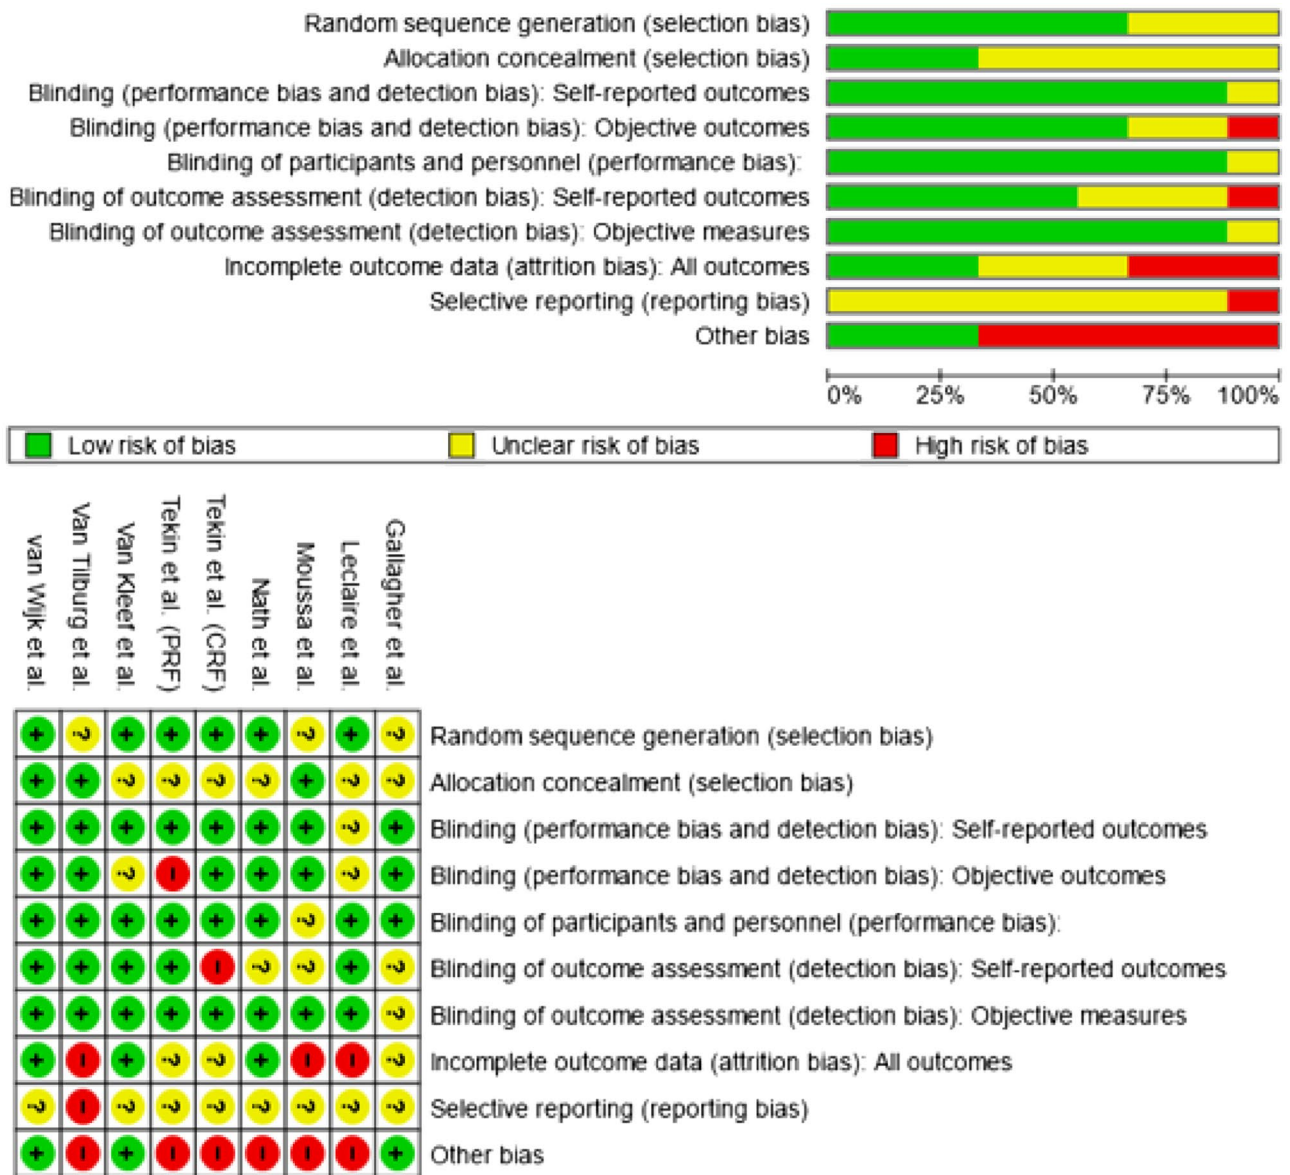 Random sequence generation (selection bias)
Allocation concealment (selection bias)
Blinding (performance bias and detection bias): Self-reported outcomes
Blinding (performance bias and detection bias): Objective outcomes
Blinding of participants and personnel (performance bias):
Blinding of outcome assessment (detection bias): Self-reported outcomes
Blinding of outcome assessment (detection bias): Objective measures
Incomplete outcome data (attrition bias): All outcomes
Selective reporting (reporting bias)
Other bias
0% 25% 50% 75% 100%
Low risk of bias Unclear risk of bias High risk of bias
van Wijk et al.
Van Tilburg et al.
Van Kleef et al.
Tekin et al. (PRF)
Tekin et al. (CRF)
Nath et al.
Moussa et al.
Leclaire et al.
Gallagher et al.
+ ? + + + + ? + ? Random sequence generation (selection bias)
+ + ? ? ? ? + ? ? Allocation concealment (selection bias)
+ + + + + + + ? + Blinding (performance bias and detection bias): Self-reported outcomes
+ + ? - + + + ? + Blinding (performance bias and detection bias): Objective outcomes
+ + + + + + ? + + Blinding of participants and personnel (performance bias):
+ + + + - ? ? + ? Blinding of outcome assessment (detection bias): Self-reported outcomes
+ + + + + + + + ? Blinding of outcome assessment (detection bias): Objective measures
+ - + ? ? + - - ? Incomplete outcome data (attrition bias): All outcomes
? - ? ? ? ? ? ? ? Selective reporting (reporting bias)
+ - + - - - - - + Other bias